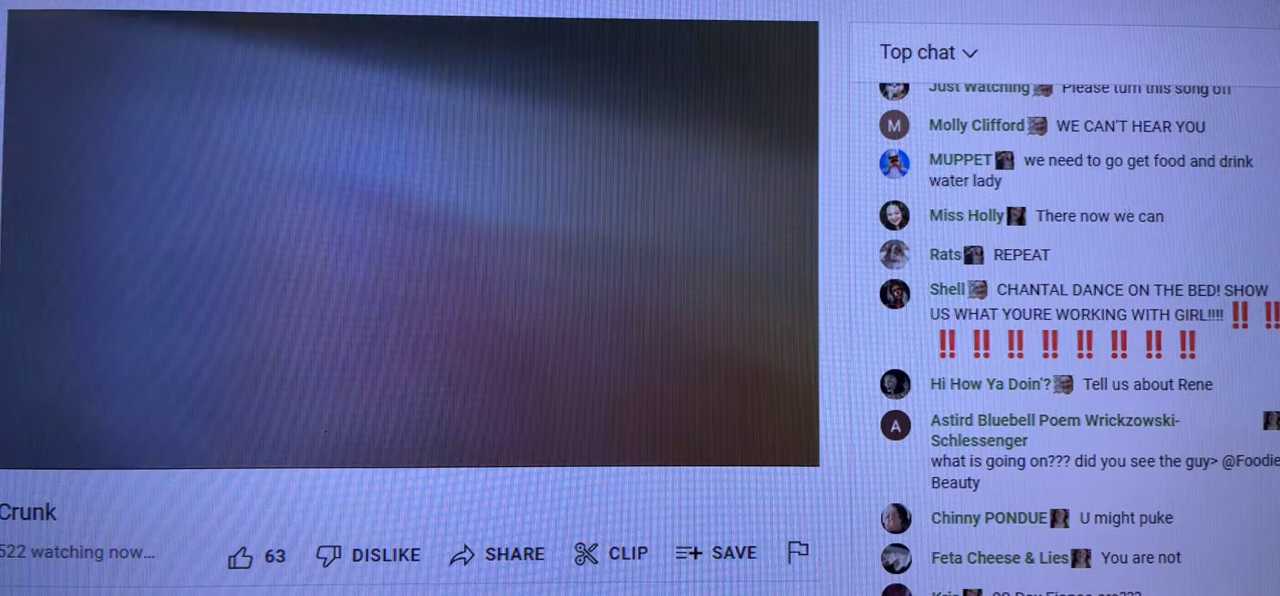 Top chat
Just Watching Please turn this song off
M Molly Clifford WE CAN'T HEAR YOU
MUPPET we need to go get food and drink
water lady
Miss Holly There now we can
Rats REPEAT
Shell CHANTAL DANCE ON THE BED! SHOW
US WHAT YOURE WORKING WITH GIRL!!!! ‼️ ‼️
‼️ ‼️ ‼️ ‼️ ‼️ ‼️ ‼️ ‼️
Hi How Ya Doin'? Tell us about Rene
A Astird Bluebell Poem Wrickzowski-
Schlessenger
what is going on??? did you see the guy> @Foodie
Beauty
Chinny PONDUE U might puke
Feta Cheese & Lies You are not
Crunk
522 watching now...
63 DISLIKE SHARE CLIP SAVE